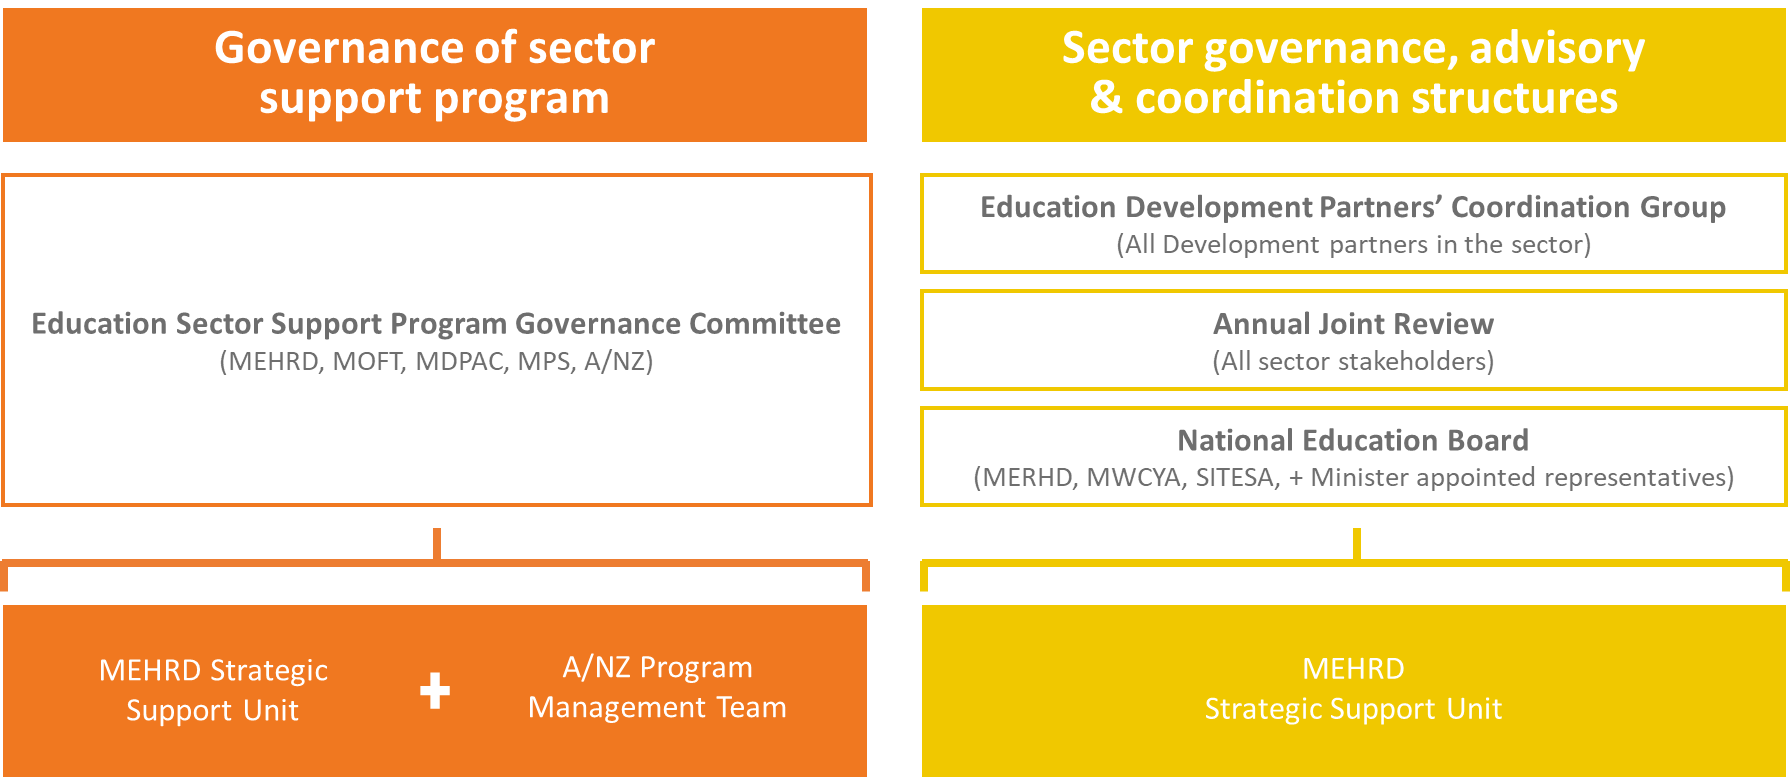 Governance of sector
support program
Education Sector Support Program Governance Committee
(MEHRD, MOFT, MDPAC, MPS, A/NZ)
MEHRD Strategic
Support Unit
A/NZ Program
Management Team
Sector governance, advisory
& coordination structures
Education Development Partners’ Coordination Group
(All Development partners in the sector)
Annual Joint Review
(All sector stakeholders)
National Education Board
(MERHD, MWCYA, SITESA, + Minister appointed representatives)
MEHRD
Strategic Support Unit